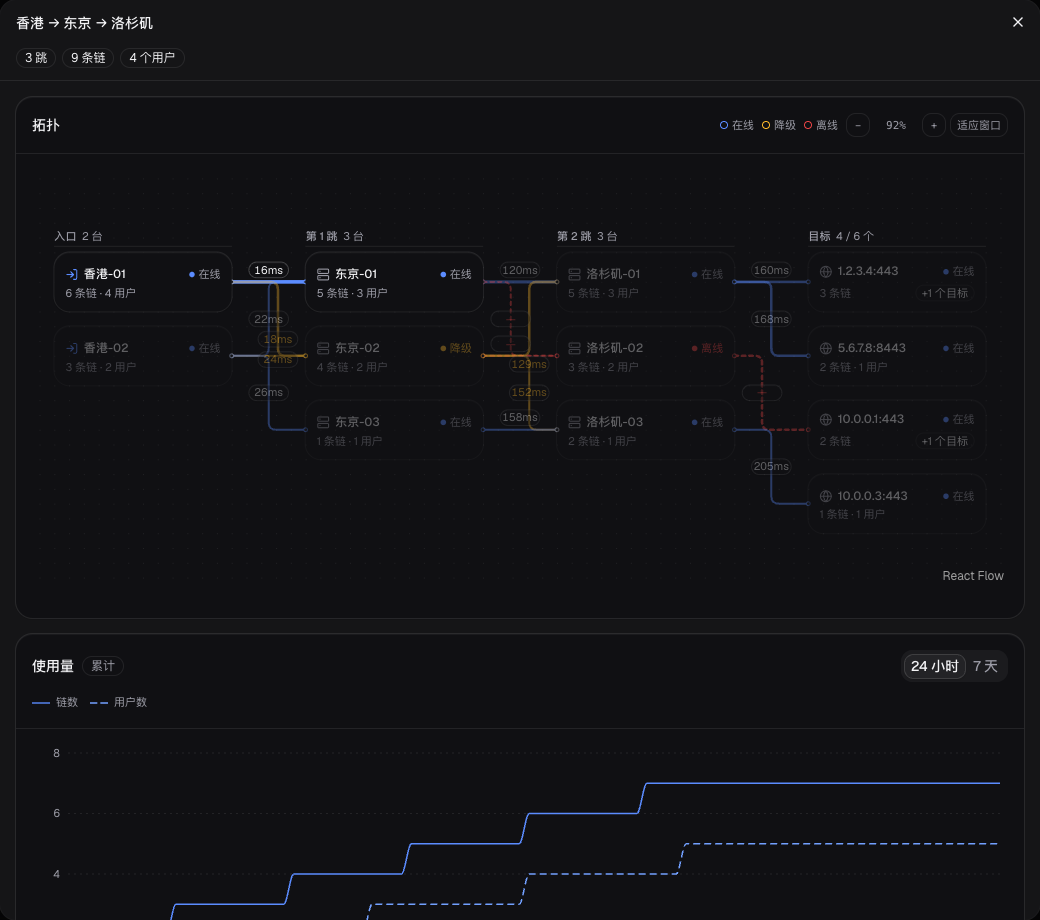 香港 → 东京 → 洛杉矶
3 跳 9 条链 4 个用户
拓扑
在线 降级 离线 − 92% + 适应窗口
入口 2 台
第 1 跳 3 台
第 2 跳 3 台
目标 4 / 6 个
香港-01 在线
6 条链 · 4 用户
香港-02 在线
3 条链 · 2 用户
16ms
22ms
18ms
24ms
26ms
东京-01 在线
5 条链 · 3 用户
东京-02 降级
4 条链 · 2 用户
东京-03 在线
1 条链 · 1 用户
120ms
129ms
152ms
158ms
洛杉矶-01 在线
5 条链 · 3 用户
洛杉矶-02 离线
3 条链 · 2 用户
洛杉矶-03 在线
2 条链 · 1 用户
160ms
168ms
205ms
1.2.3.4:443 在线
3 条链 +1 个目标
5.6.7.8:8443 在线
2 条链 · 1 用户
10.0.0.1:443 在线
2 条链 +1 个目标
10.0.0.3:443 在线
1 条链 · 1 用户
React Flow
使用量 累计
24 小时 7 天
链数 用户数
8
6
4